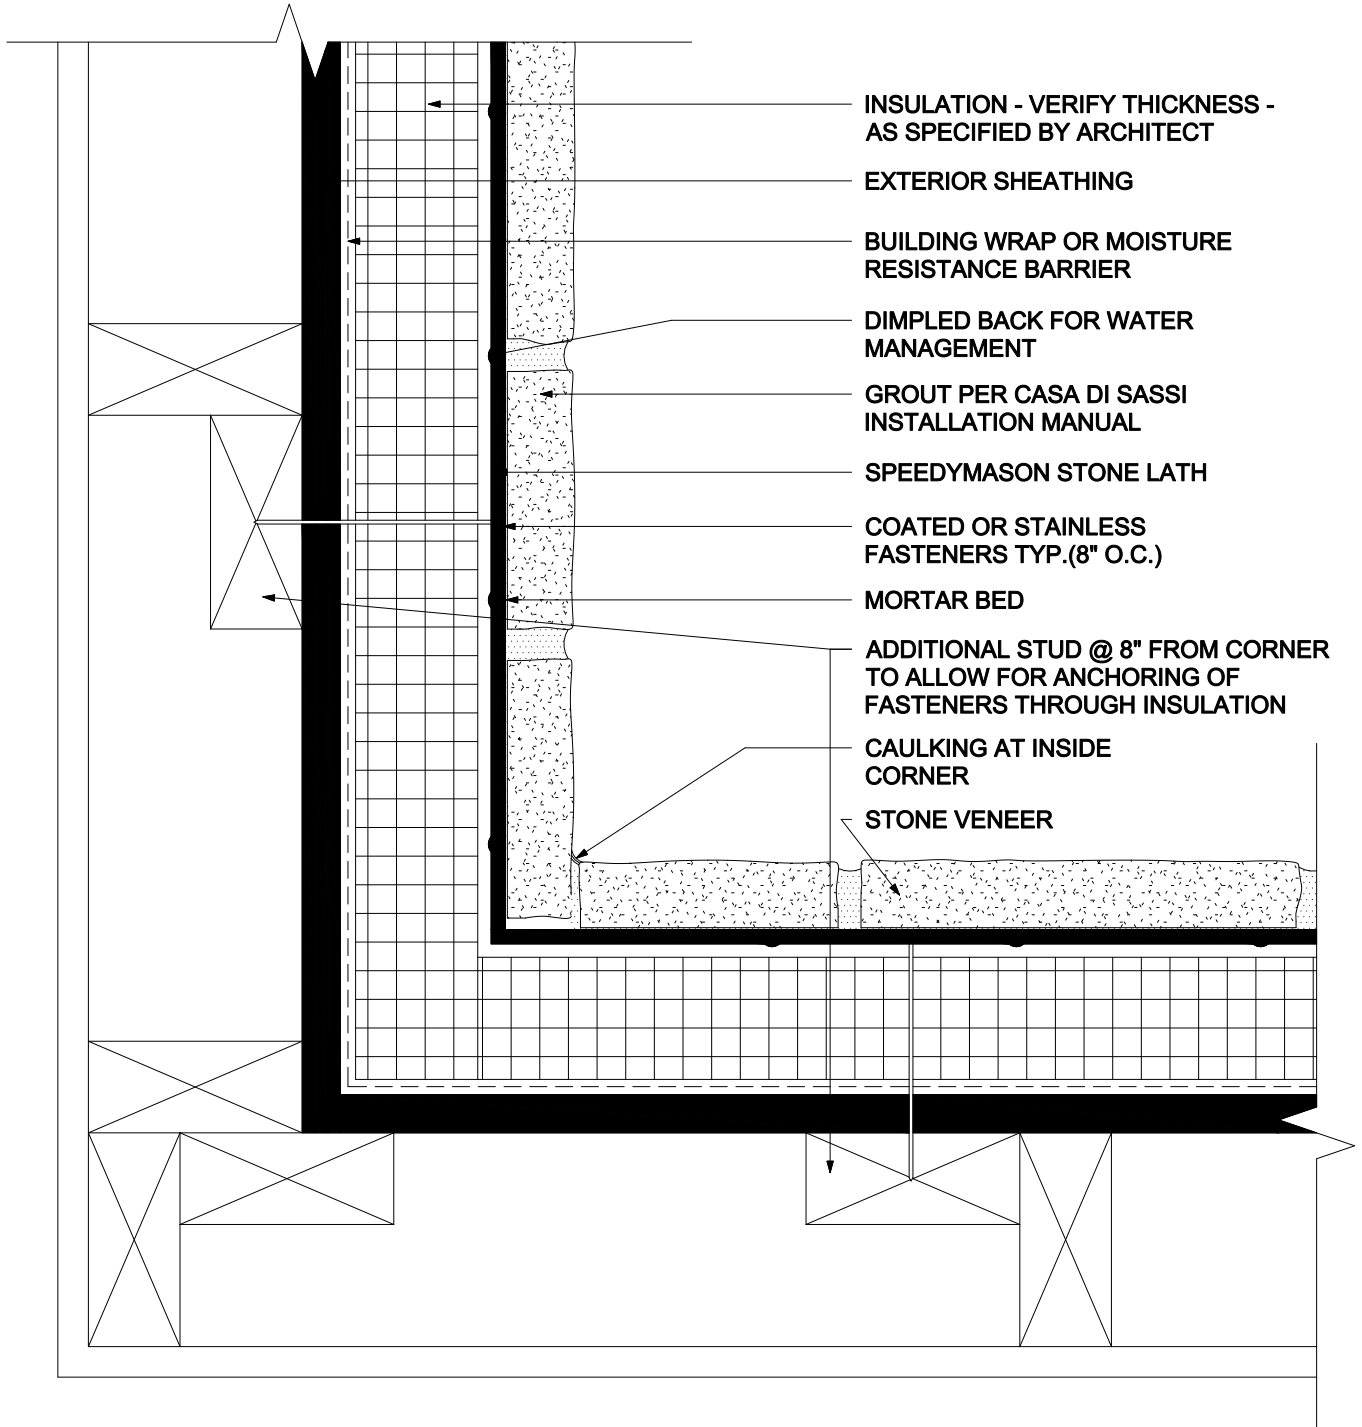 INSULATION - VERIFY THICKNESS -
AS SPECIFIED BY ARCHITECT
EXTERIOR SHEATHING
BUILDING WRAP OR MOISTURE
RESISTANCE BARRIER
DIMPLED BACK FOR WATER
MANAGEMENT
GROUT PER CASA DI SASSI
INSTALLATION MANUAL
SPEEDYMASON STONE LATH
COATED OR STAINLESS
FASTENERS TYP.(8" O.C.)
MORTAR BED
ADDITIONAL STUD @ 8" FROM CORNER
TO ALLOW FOR ANCHORING OF
FASTENERS THROUGH INSULATION
CAULKING AT INSIDE
CORNER
STONE VENEER